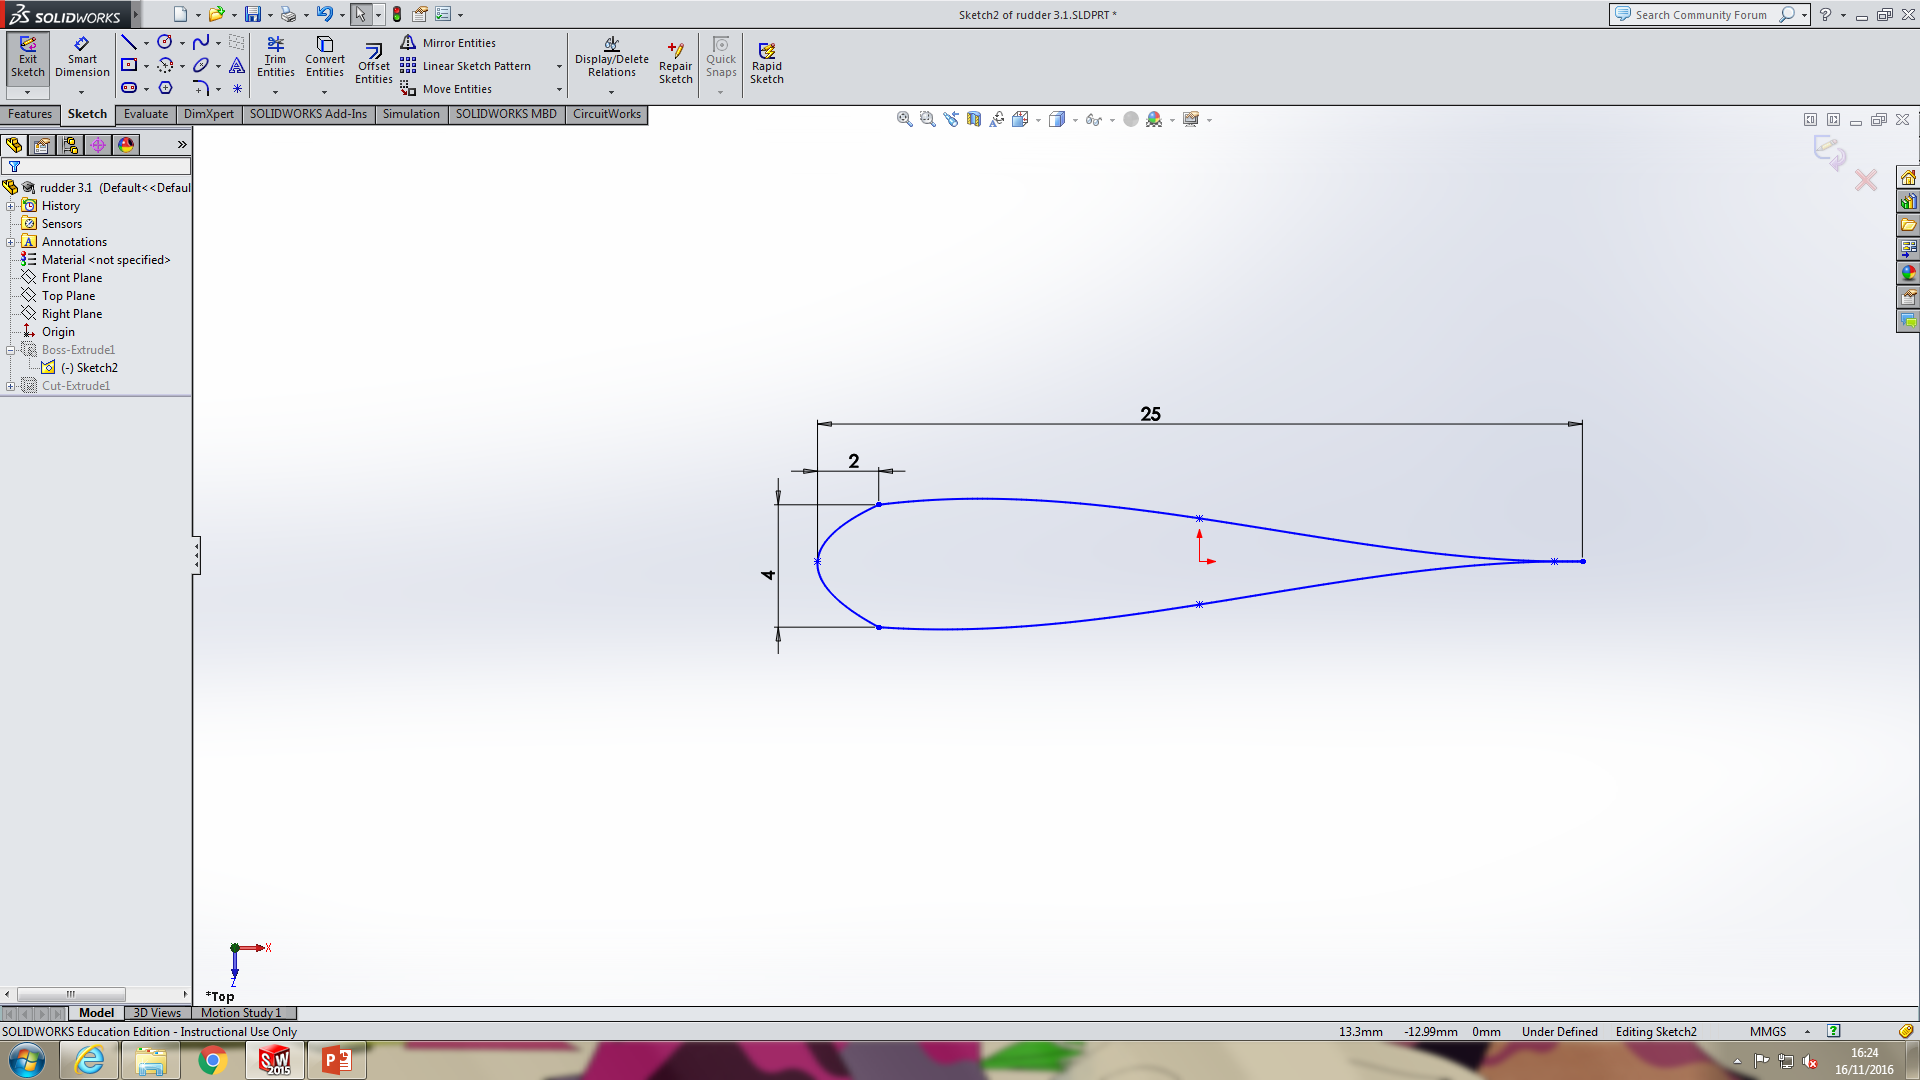 SOLIDWORKS
Sketch2 of rudder 3.1.SLDPRT *
Search Community Forum
Exit Sketch
Smart Dimension
Trim Entities
Convert Entities
Offset Entities
Mirror Entities
Linear Sketch Pattern
Move Entities
Display/Delete Relations
Repair Sketch
Quick Snaps
Rapid Sketch
Features Sketch Evaluate DimXpert SOLIDWORKS Add-Ins Simulation SOLIDWORKS MBD CircuitWorks
rudder 3.1 (Default<<Defaul
History
Sensors
Annotations
Material <not specified>
Front Plane
Top Plane
Right Plane
Origin
Boss-Extrude1
(-) Sketch2
Cut-Extrude1
25
2
4
X
Z
*Top
Model 3D Views Motion Study 1
SOLIDWORKS Education Edition - Instructional Use Only
13.3mm -12.99mm 0mm Under Defined Editing Sketch2 MMGS
SW
2015
16:24
16/11/2016